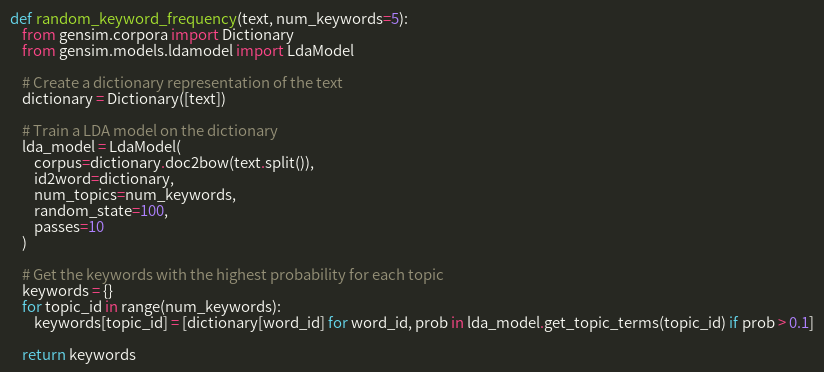 def random_keyword_frequency(text, num_keywords=5):
    from gensim.corpora import Dictionary
    from gensim.models.ldamodel import LdaModel

    # Create a dictionary representation of the text
    dictionary = Dictionary([text])

    # Train a LDA model on the dictionary
    lda_model = LdaModel(
        corpus=dictionary.doc2bow(text.split()),
        id2word=dictionary,
        num_topics=num_keywords,
        random_state=100,
        passes=10
    )

    # Get the keywords with the highest probability for each topic
    keywords = {}
    for topic_id in range(num_keywords):
        keywords[topic_id] = [dictionary[word_id] for word_id, prob in lda_model.get_topic_terms(topic_id) if prob > 0.1]

    return keywords